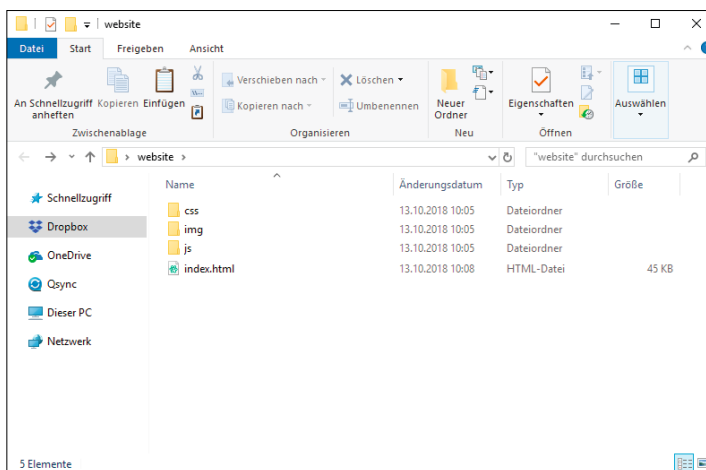 website
Datei Start Freigeben Ansicht
An Schnellzugriff anheften
Kopieren
Einfügen
Verschieben nach
Kopieren nach
Löschen
Umbenennen
Neuer Ordner
Eigenschaften
Auswählen
Zwischenablage Organisieren Neu Öffnen
website
"website" durchsuchen
Name Änderungsdatum Typ Größe
Schnellzugriff
Dropbox
OneDrive
Qsync
Dieser PC
Netzwerk
css 13.10.2018 10:05 Dateiordner
img 13.10.2018 10:05 Dateiordner
js 13.10.2018 10:05 Dateiordner
index.html 13.10.2018 10:08 HTML-Datei 45 KB
5 Elemente